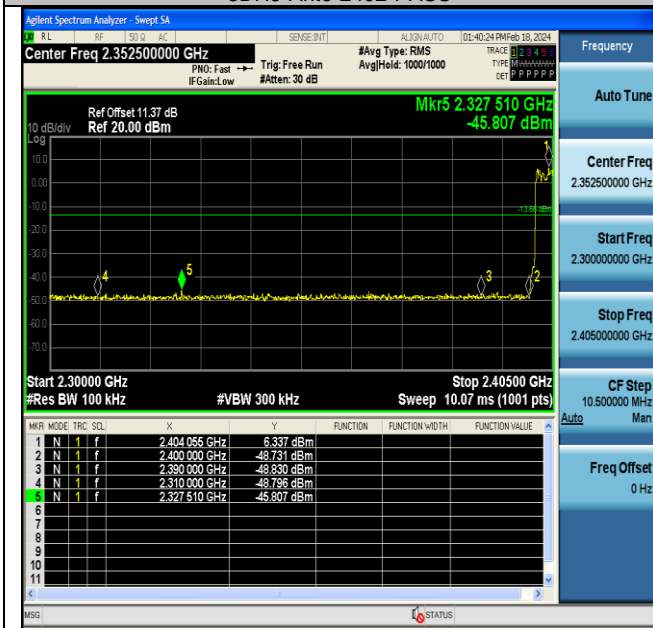 Agilent Spectrum Analyzer - Swept SA
RL RF 50 Ω AC SENSE:INT ALIGN AUTO 01:40:24 PM Feb 18, 2024
Center Freq 2.352500000 GHz
PNO: Fast
IFGain:Low
Trig: Free Run
#Atten: 30 dB
#Avg Type: RMS
Avg|Hold: 1000/1000
TRACE 1 2 3 4 5 6
TYPE M
DET P P P P P P
Frequency
Auto Tune
Center Freq
2.352500000 GHz
Start Freq
2.300000000 GHz
Stop Freq
2.405000000 GHz
CF Step
10.500000 MHz
Auto Man
Freq Offset
0 Hz
Ref Offset 11.37 dB
10 dB/div Ref 20.00 dBm
Log
Mkr5 2.327 510 GHz
-45.807 dBm
10.0
0.00
-10.0
-20.0
-30.0
-40.0
-50.0
-60.0
-70.0
-13.66 dBm
1
2
3
4
5
Start 2.30000 GHz Stop 2.40500 GHz
#Res BW 100 kHz #VBW 300 kHz Sweep 10.07 ms (1001 pts)
MKR MODE TRC SCL X Y FUNCTION FUNCTION WIDTH FUNCTION VALUE
1 N 1 f 2.404 055 GHz 6.337 dBm
2 N 1 f 2.400 000 GHz -48.731 dBm
3 N 1 f 2.390 000 GHz -48.830 dBm
4 N 1 f 2.310 000 GHz -48.796 dBm
5 N 1 f 2.327 510 GHz -45.807 dBm
6
7
8
9
10
11
MSG STATUS